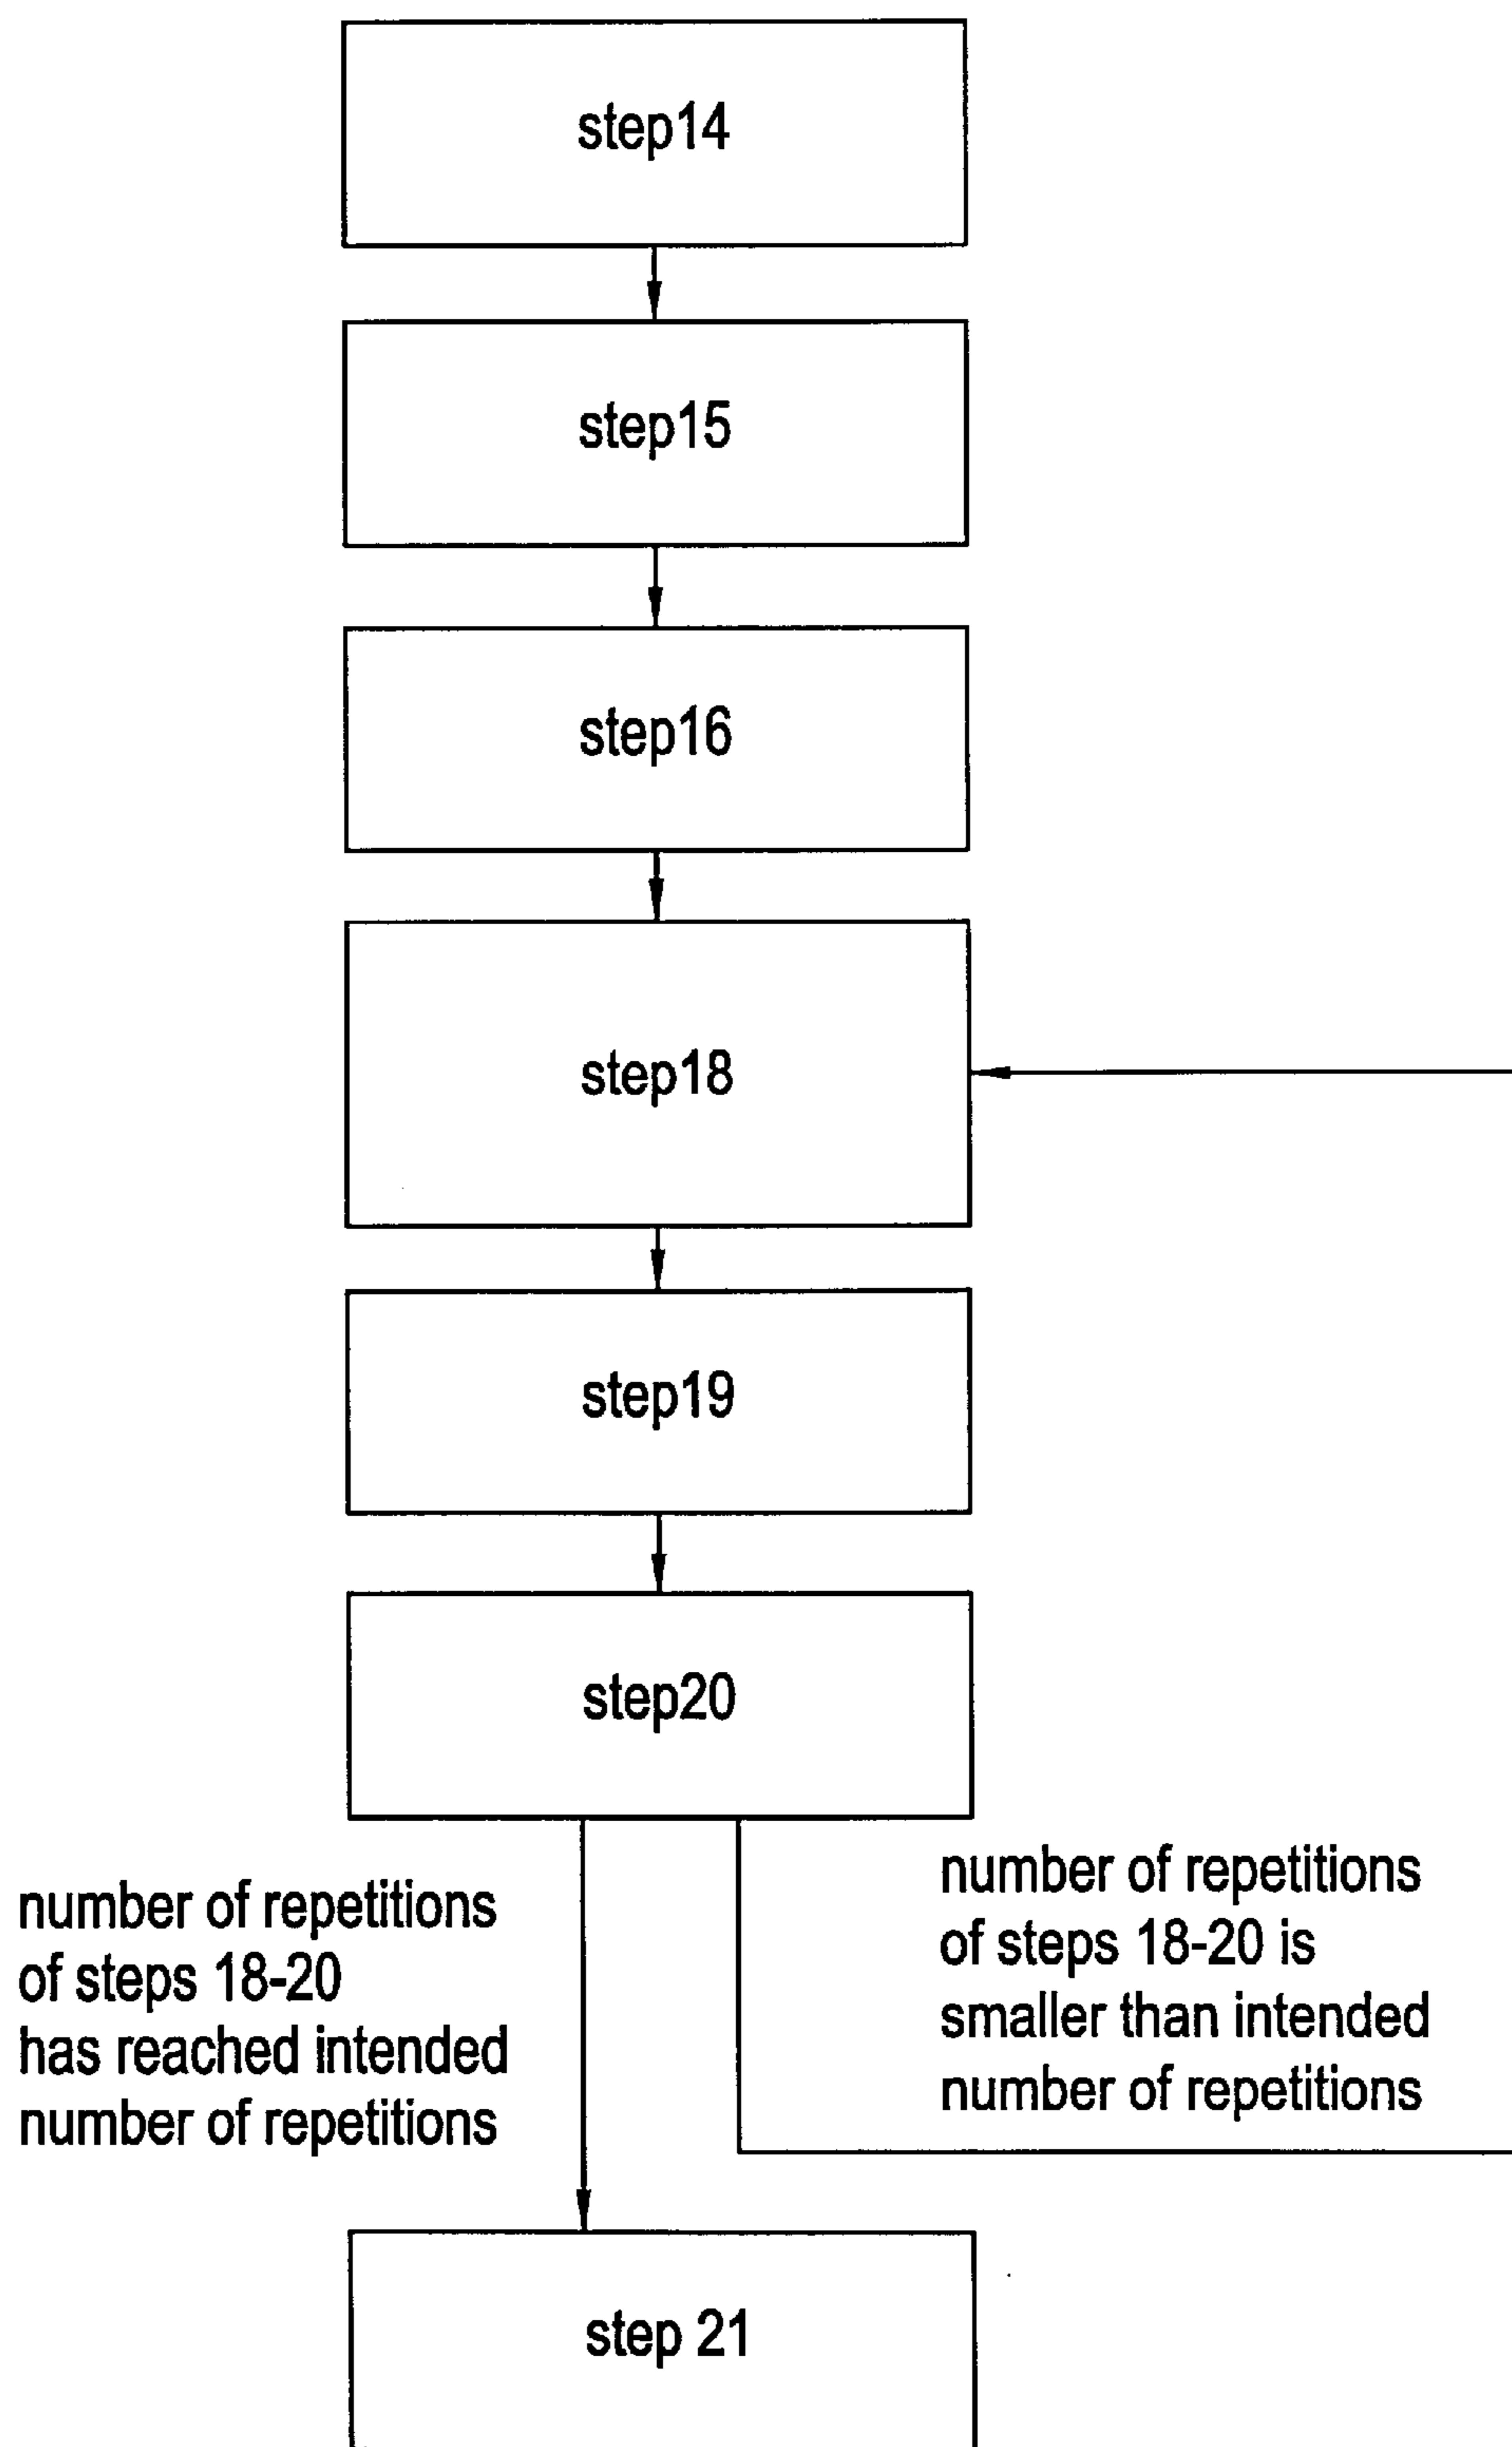 step14
step15
step16
step18
step19
step20
number of repetitions
of steps 18-20
has reached intended
number of repetitions
number of repetitions
of steps 18-20 is
smaller than intended
number of repetitions
step 21